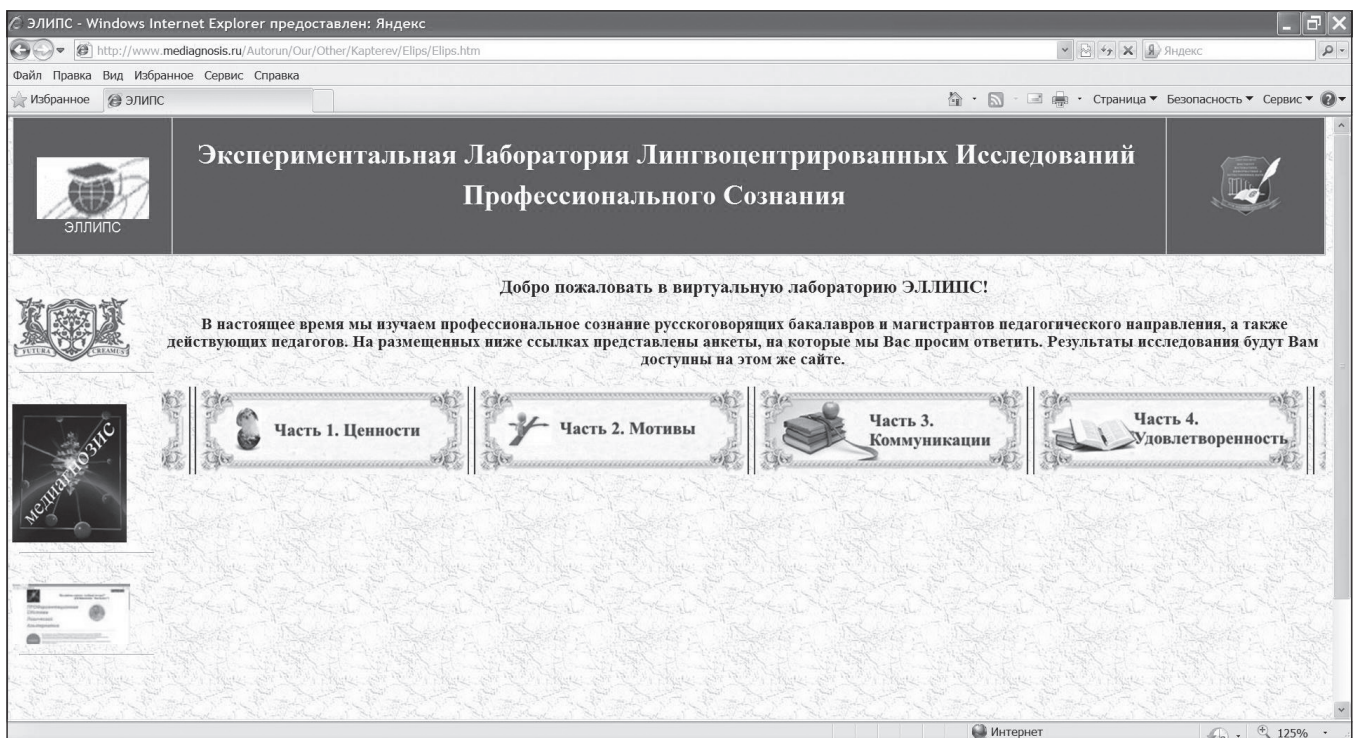 ЭЛИПС - Windows Internet Explorer предоставлен: Яндекс
http://www.mediagnosis.ru/Autorun/Our/Other/Kapterev/Elips/Elips.htm
Яндекс
Файл Правка Вид Избранное Сервис Справка
Избранное ЭЛИПС Страница Безопасность Сервис
Экспериментальная Лаборатория Лингвоцентрированных Исследований
Профессионального Сознания
ЭЛЛИПС
Добро пожаловать в виртуальную лабораторию ЭЛЛИПС!
В настоящее время мы изучаем профессиональное сознание русскоговорящих бакалавров и магистрантов педагогического направления, а также
действующих педагогов. На размещенных ниже ссылках представлены анкеты, на которые мы Вас просим ответить. Результаты исследования будут Вам
доступны на этом же сайте.
FUTURA CREAMUS
Часть 1. Ценности
Часть 2. Мотивы
Часть 3.
Коммуникации
Часть 4.
Удовлетворенность
медиагнозис
Интернет
125%